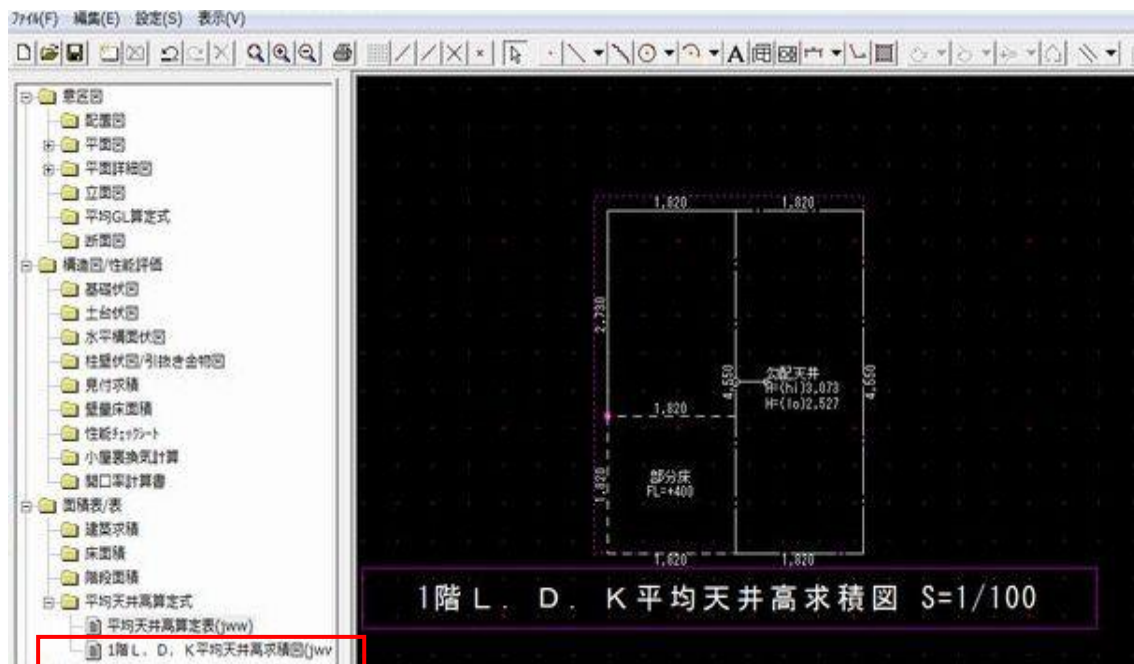 ファイル(F) 編集(E) 設定(S) 表示(V)
意匠図
配置図
平面図
平面詳細図
立面図
平均GL算定式
断面図
構造図/性能評価
基礎伏図
土台伏図
水平構面伏図
柱壁伏図/引抜き金物図
見付求積
壁量床面積
性能チェックシート
小屋裏換気計算
開口率計算書
面積表/表
建築求積
床面積
階段面積
平均天井高算定式
平均天井高算定表(jww)
1階L．D．K平均天井高求積図(jww
1,820 1,820
2,730
4,550
勾配天井
H=(hi)3,073
H=(lo)2,527
4,550
1,820
1,820
部分床
FL=+400
1,820 1,820
1階L．D．K平均天井高求積図 S=1/100